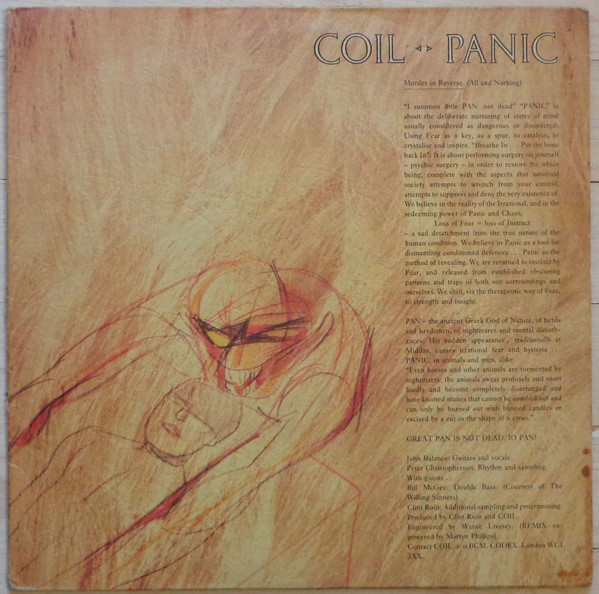 COIL ◁ ▷ PANIC
Murder in Reverse. (All and Nothing)
"I summon little PAN. not dead" "PANIC" is
about the deliberate nurturing of states of mind
usually considered as dangerous or disordered.
Using Fear as a key, as a spur, to catalyse, to
crystalise and inspire. "Breathe In . . . Put the bone
back In". It is about performing surgery on yourself
– psychic surgery – in order to restore the whole
being, complete with the aspects that sanitized
society attempts to wrench from your control,
attempts to suppress and deny the very existence of.
We believe in the reality of the Irrational, and in the
redeeming power of Panic and Chaos.
Loss of Fear = loss of Instinct
– a sad detatchment from the true nature of the
human condition. We believe in Panic as a tool for
dismantling conditioned defences. . . . Panic as the
method of revealing. We are returned to instinct by
Fear, and released from established
patterns and traps of both our surroundings and
ourselves. We shift, via the therapeutic way of Fear,
to strength and insight.
PAN – the ancient Greek God of Nature, of herds
and herdsmen, of nightmares and mental disturb-
ances. His sudden appearance, traditionally at
Midday, causes irrational fear and hysteria . . .
PANIC, in animals and men, alike.
"Even horses and other animals are tormented by
nightmares; the animals sweat profusely and snort
loudly and become completely disarranged and
have knotted manes that cannot be combed out and
can only be burned out with blessed candles or
excised by a cut in the shape of a cross."
GREAT PAN IS NOT DEAD: IO PAN!
John Balance: Guitars and vocals.
Peter Christopherson: Rhythm and sampling.
With guests . .
Bill McGee: Double Bass. (Courtesy of The
Willing Sinners)
Clint Ruin: Additional sampling and programming.
Produced by Clint Ruin and COIL.
Engineered by Warne Livesey. (REMIX en-
gineered by Martyn Phillips).
Contact COIL. c/o BCM. CODEX. London WC1
3XX.